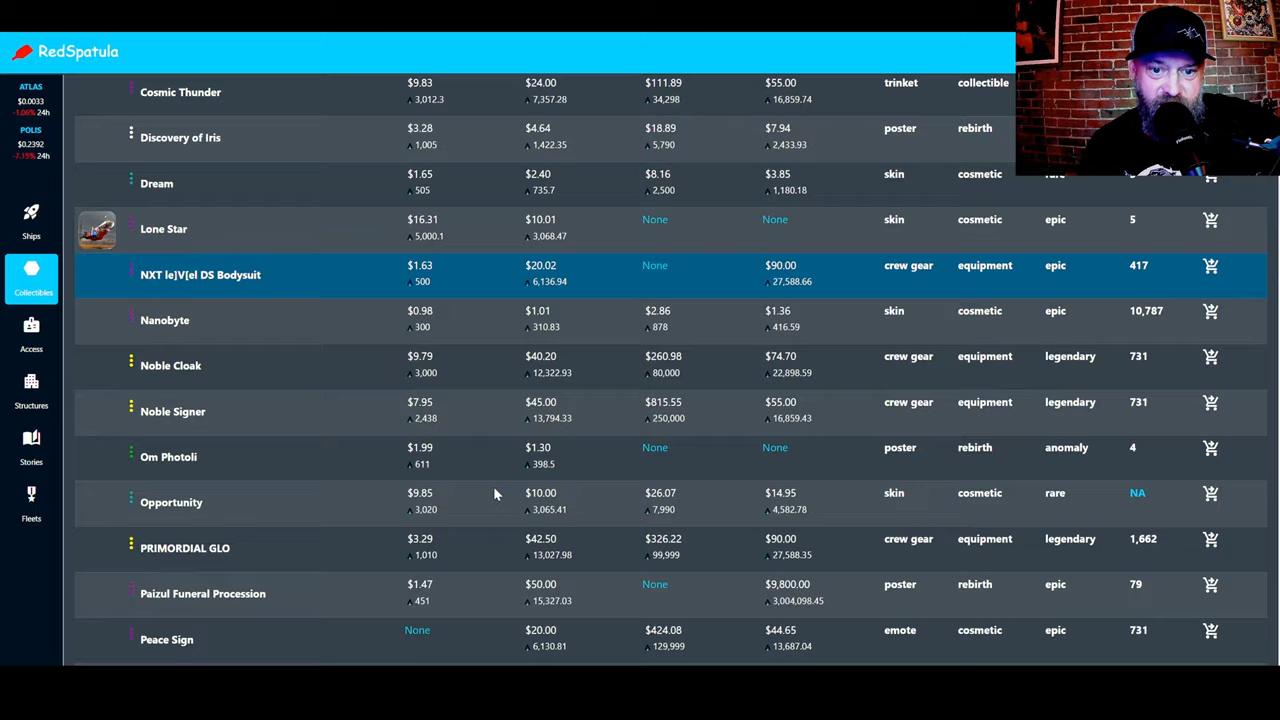 RedSpatula
ATLAS
$0.0033
-1.06% 24h
POLIS
$0.2392
-7.15% 24h
Ships
Collectibles
Access
Structures
Stories
Fleets
Cosmic Thunder $9.83 $24.00 $111.89 $55.00 trinket collectible
3,012.3 7,357.28 34,298 16,859.74
Discovery of Iris $3.28 $4.64 $18.89 $7.94 poster rebirth
1,005 1,422.35 5,790 2,433.93
Dream $1.65 $2.40 $8.16 $3.85 skin cosmetic
505 735.7 2,500 1,180.18
Lone Star $16.31 $10.01 None None skin cosmetic epic 5
5,000.1 3,068.47
NXT le]V[el DS Bodysuit $1.63 $20.02 None $90.00 crew gear equipment epic 417
500 6,136.94 27,588.66
Nanobyte $0.98 $1.01 $2.86 $1.36 skin cosmetic epic 10,787
300 310.83 878 416.59
Noble Cloak $9.79 $40.20 $260.98 $74.70 crew gear equipment legendary 731
3,000 12,322.93 80,000 22,898.59
Noble Signer $7.95 $45.00 $815.55 $55.00 crew gear equipment legendary 731
2,438 13,794.33 250,000 16,859.43
Om Photoli $1.99 $1.30 None None poster rebirth anomaly 4
611 398.5
Opportunity $9.85 $10.00 $26.07 $14.95 skin cosmetic rare NA
3,020 3,065.41 7,990 4,582.78
PRIMORDIAL GLO $3.29 $42.50 $326.22 $90.00 crew gear equipment legendary 1,662
1,010 13,027.98 99,999 27,588.35
Paizul Funeral Procession $1.47 $50.00 None $9,800.00 poster rebirth epic 79
451 15,327.03 3,004,098.45
Peace Sign None $20.00 $424.08 $44.65 emote cosmetic epic 731
6,130.81 129,999 13,687.04